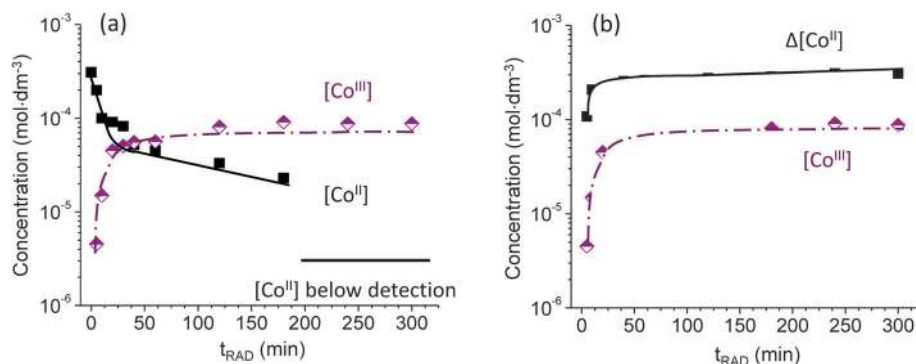 (a)
Concentration (mol·dm⁻³)
10⁻³
10⁻⁴
10⁻⁵
10⁻⁶
[Coᴵᴵᴵ]
[Coᴵᴵ]
[Coᴵᴵ] below detection
0 50 100 150 200 250 300
t_RAD (min)
(b)
Concentration (mol·dm⁻³)
10⁻³
10⁻⁴
10⁻⁵
10⁻⁶
Δ[Coᴵᴵ]
[Coᴵᴵᴵ]
0 50 100 150 200 250 300
t_RAD (min)